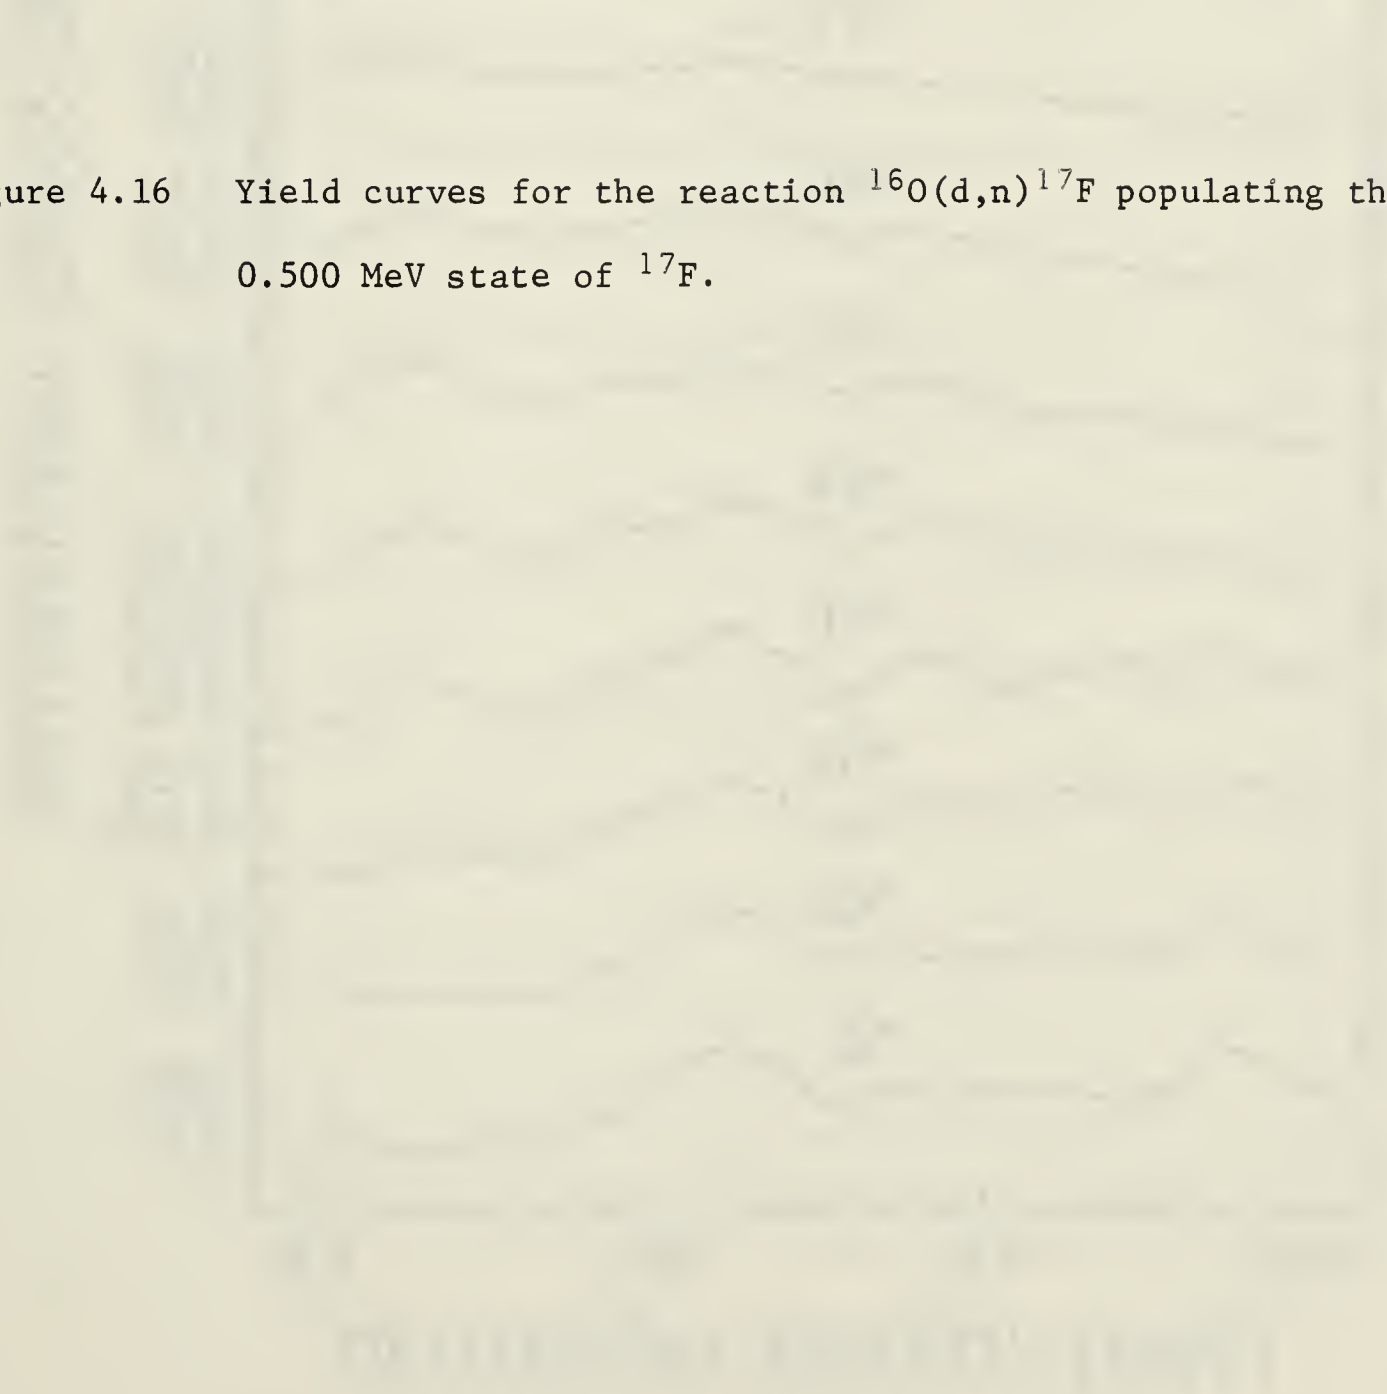 ure 4.16 Yield curves for the reaction ¹⁶O(d,n)¹⁷F populating th
0.500 MeV state of ¹⁷F.